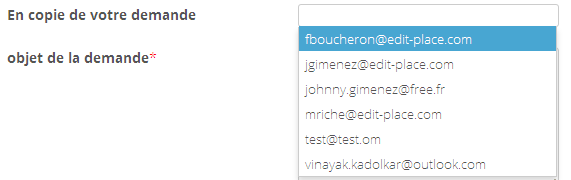 En copie de votre demande
fboucheron@edit-place.com
objet de la demande*
jgimenez@edit-place.com
johnny.gimenez@free.fr
mriche@edit-place.com
test@test.om
vinayak.kadolkar@outlook.com